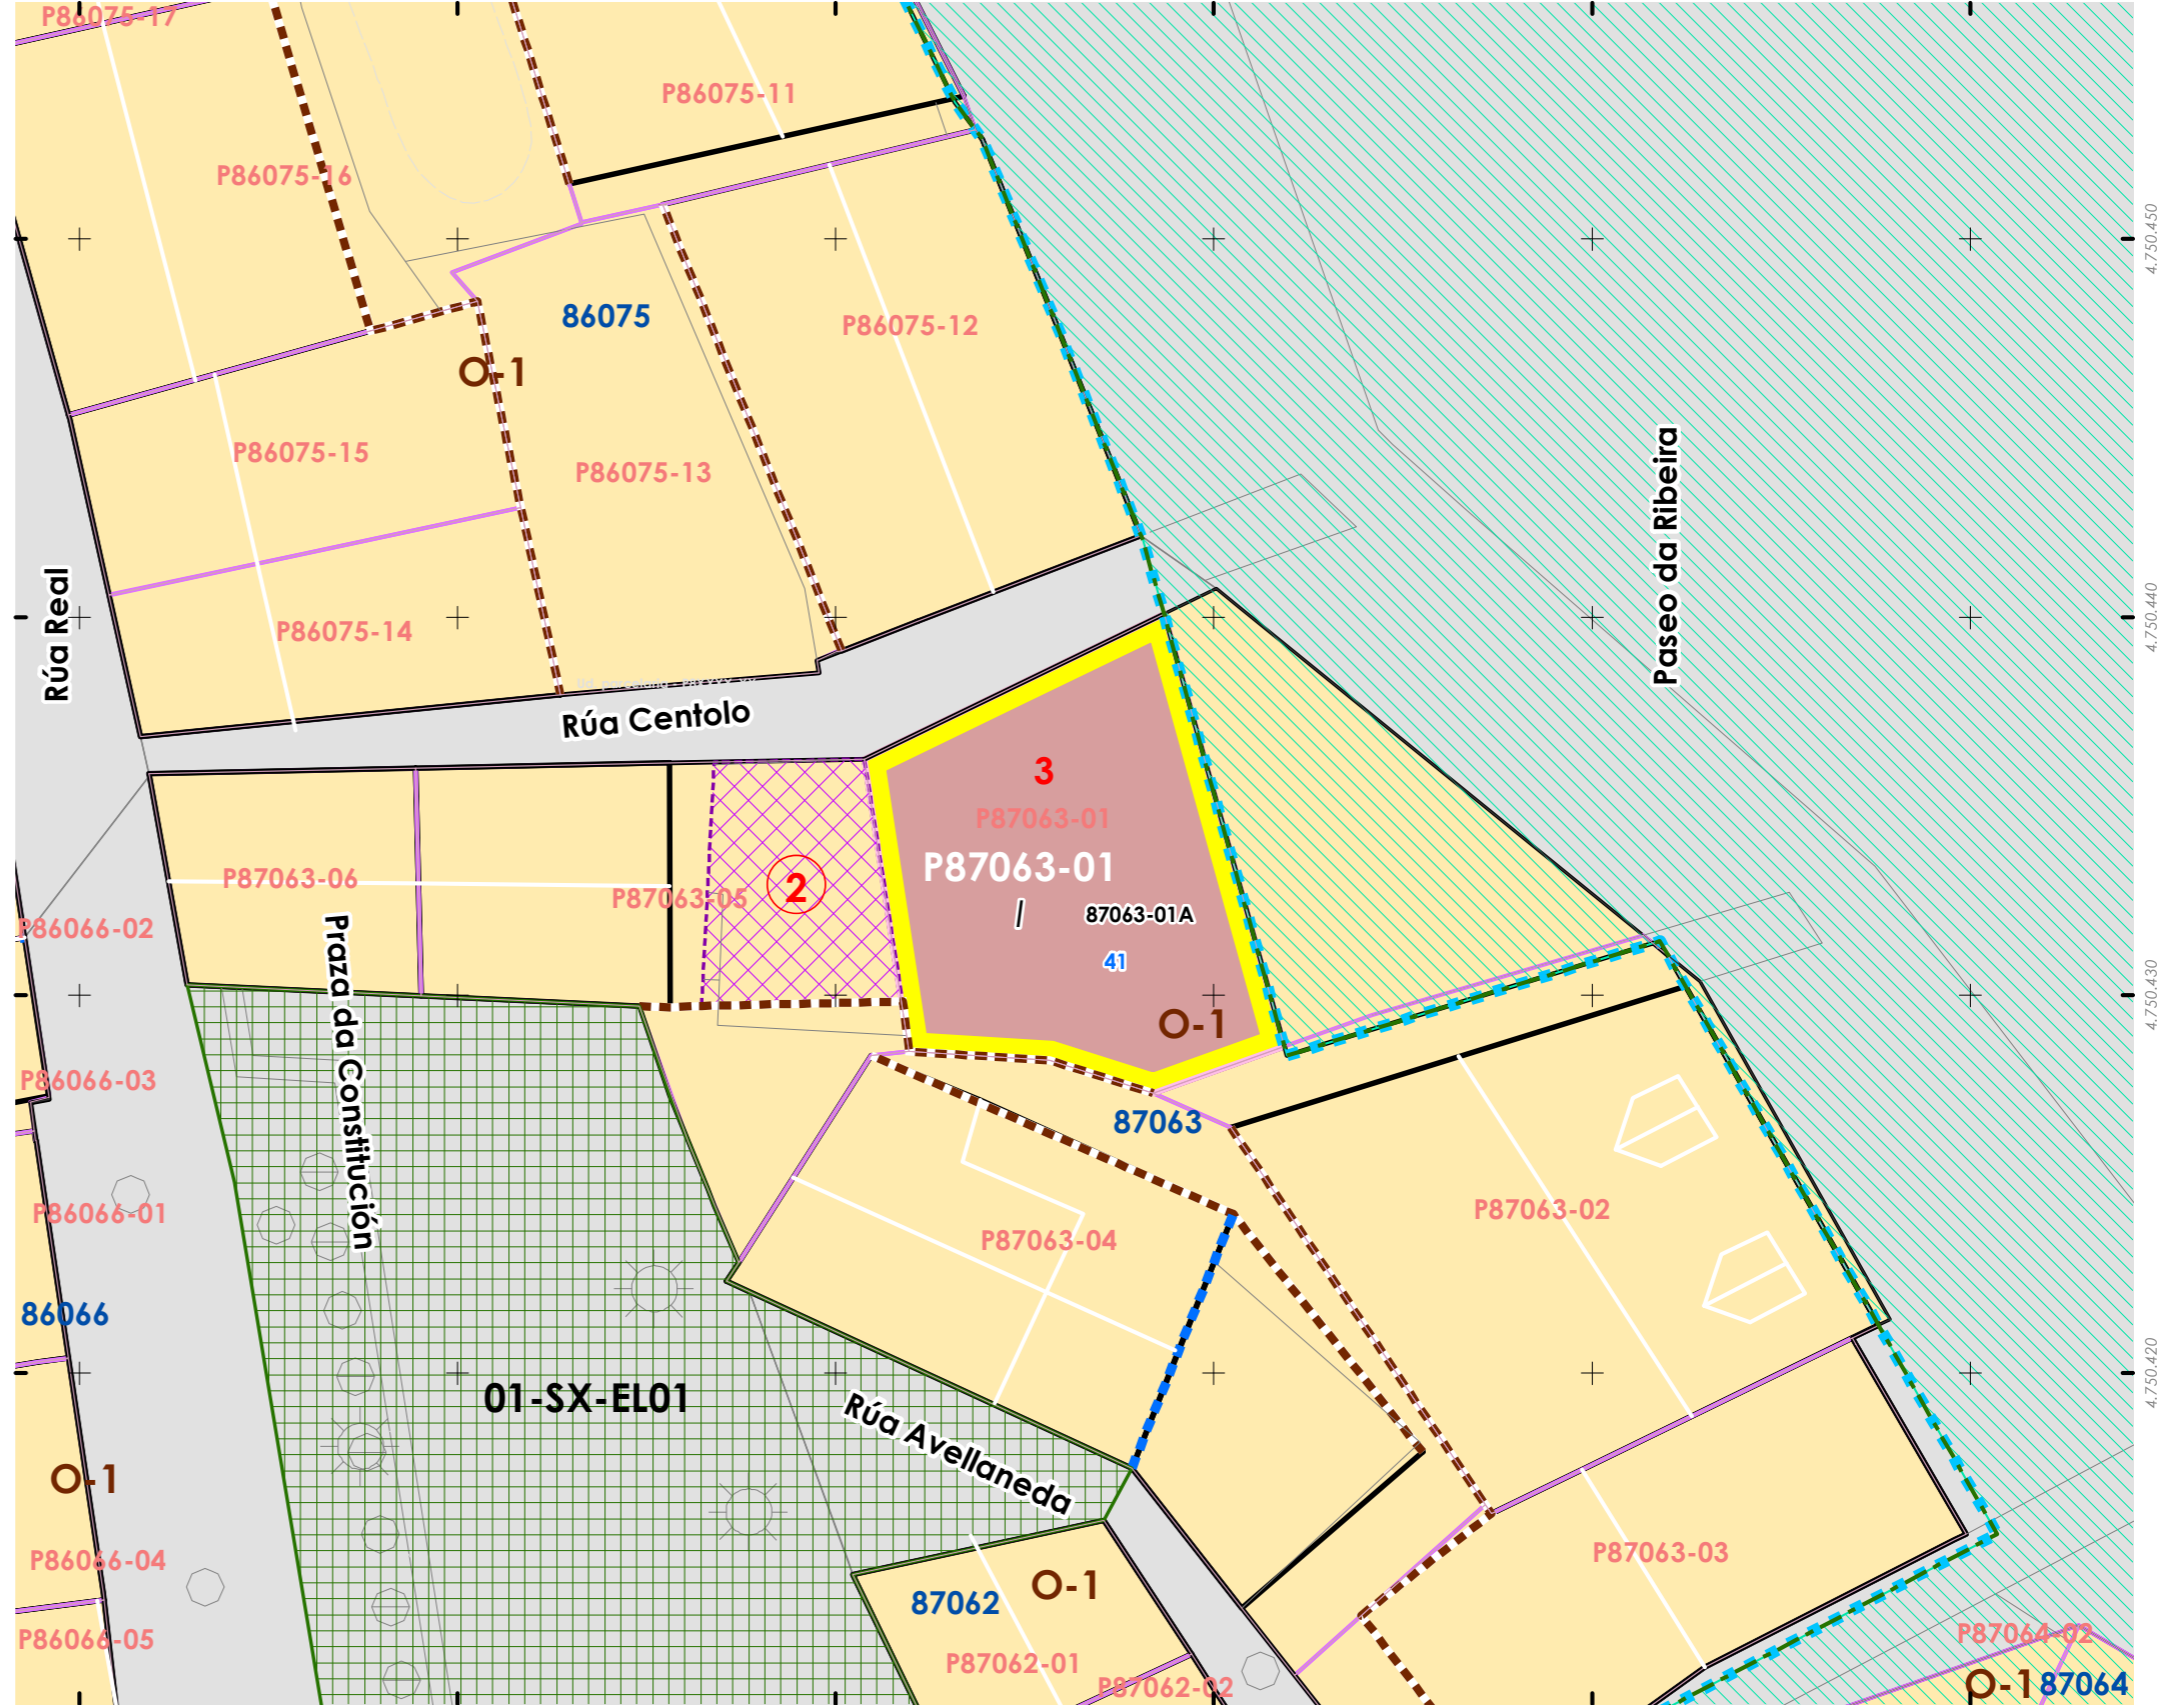 P86075-17
P86075-11
P86075-16
4.750.450
86075
P86075-12
O-1
P86075-15
P86075-13
Paseo da Ribeira
Rúa Real
P86075-14
4.750.440
Rúa Centolo
3
P87063-01
P87063-01
I
87063-01A
41
O-1
P87063-06
2
P87063-05
P86066-02
Praza da Constitución
4.750.430
P86066-03
87063
P86066-01
P87063-02
P87063-04
86066
4.750.420
01-SX-EL01
Rúa Avellaneda
O-1
P86066-04
P87063-03
87062
O-1
P86066-05
P87062-01
P87062-02
P87064-02
O-1
87064